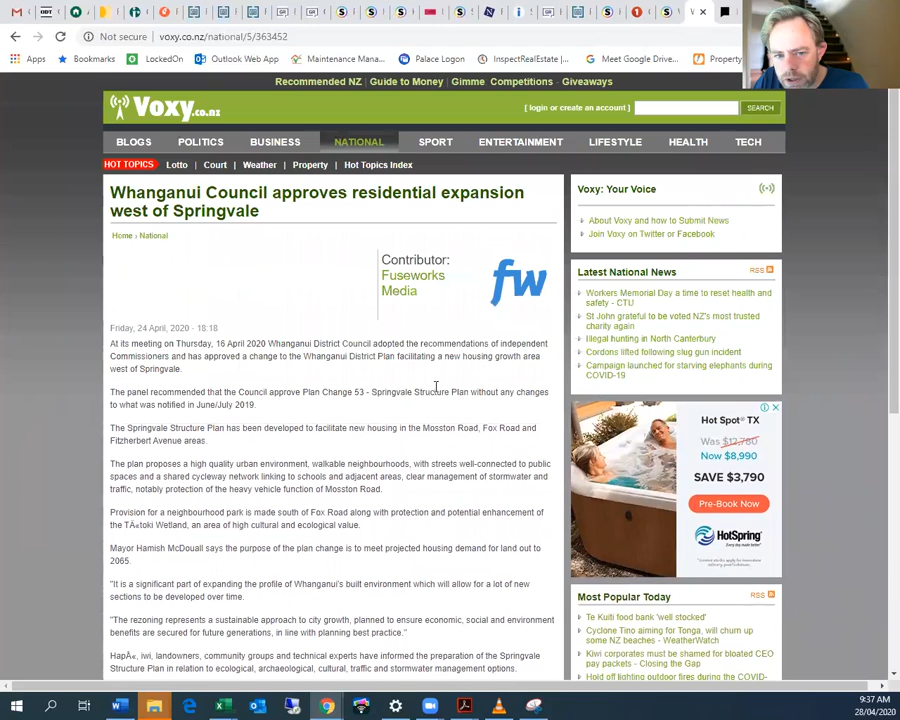 Not secure | voxy.co.nz/national/5/363452
Apps Bookmarks LockedOn Outlook Web App Maintenance Mana... Palace Logon InspectRealEstate |... Meet Google Drive... Property
Recommended NZ | Guide to Money | Gimme Competitions - Giveaways
Voxy.co.nz
[ login or create an account ]
SEARCH
BLOGS POLITICS BUSINESS NATIONAL SPORT ENTERTAINMENT LIFESTYLE HEALTH TECH
HOT TOPICS Lotto | Court | Weather | Property | Hot Topics Index
Whanganui Council approves residential expansion
west of Springvale
Home › National
Contributor:
Fuseworks
Media
fw
Friday, 24 April, 2020 - 18:18
At its meeting on Thursday, 16 April 2020 Whanganui District Council adopted the recommendations of independent
Commissioners and has approved a change to the Whanganui District Plan facilitating a new housing growth area
west of Springvale.
The panel recommended that the Council approve Plan Change 53 - Springvale Structure Plan without any changes
to what was notified in June/July 2019.
The Springvale Structure Plan has been developed to facilitate new housing in the Mosston Road, Fox Road and
Fitzherbert Avenue areas.
The plan proposes a high quality urban environment, walkable neighbourhoods, with streets well-connected to public
spaces and a shared cycleway network linking to schools and adjacent areas, clear management of stormwater and
traffic, notably protection of the heavy vehicle function of Mosston Road.
Provision for a neighbourhood park is made south of Fox Road along with protection and potential enhancement of
the TÄ«toki Wetland, an area of high cultural and ecological value.
Mayor Hamish McDouall says the purpose of the plan change is to meet projected housing demand for land out to
2065.
"It is a significant part of expanding the profile of Whanganui's built environment which will allow for a lot of new
sections to be developed over time.
"The rezoning represents a sustainable approach to city growth, planned to ensure economic, social and environment
benefits are secured for future generations, in line with planning best practice."
HapÅ«, iwi, landowners, community groups and technical experts have informed the preparation of the Springvale
Structure Plan in relation to ecological, archaeological, cultural, traffic and stormwater management options.
Voxy: Your Voice
About Voxy and how to Submit News
Join Voxy on Twitter or Facebook
Latest National News RSS
Workers Memorial Day a time to reset health and
safety - CTU
St John grateful to be voted NZ's most trusted
charity again
Illegal hunting in North Canterbury
Cordons lifted following slug gun incident
Campaign launched for starving elephants during
COVID-19
Hot Spot® TX
Was $12,780
Now $8,990
SAVE $3,790
Pre-Book Now
HotSpring
Most Popular Today RSS
Te Kuiti food bank 'well stocked'
Cyclone Tino aiming for Tonga, will churn up
some NZ beaches - WeatherWatch
Kiwi corporates must be shamed for bloated CEO
pay packets - Closing the Gap
Hold off lighting outdoor fires during the COVID-
9:37 AM
28/04/2020